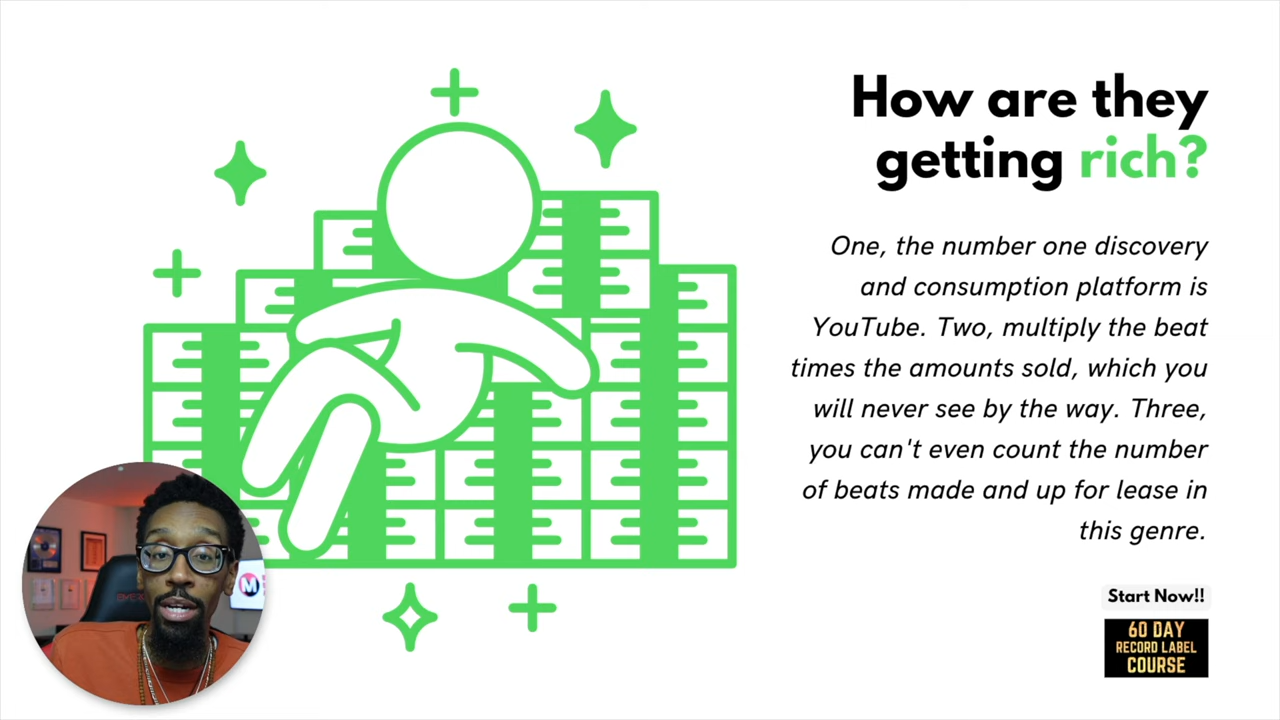 How are they
getting rich?
One, the number one discovery
and consumption platform is
YouTube. Two, multiply the beat
times the amounts sold, which you
will never see by the way. Three,
you can't even count the number
of beats made and up for lease in
this genre.
Start Now!!
60 DAY
RECORD LABEL
COURSE
M